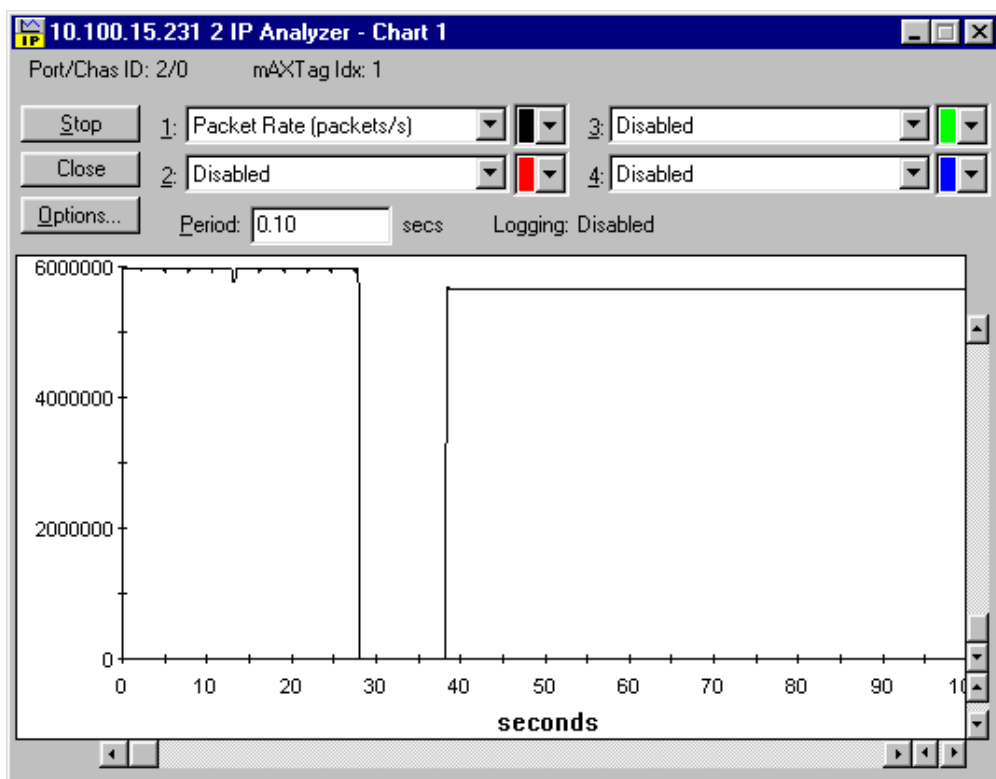 IP 10.100.15.231 2 IP Analyzer - Chart 1
Port/Chas ID: 2/0 mAXTag Idx: 1
Stop 1: Packet Rate (packets/s) 3: Disabled
Close 2: Disabled 4: Disabled
Options...
Period: 0.10 secs Logging: Disabled
6000000
4000000
2000000
0
0 10 20 30 40 50 60 70 80 90
seconds